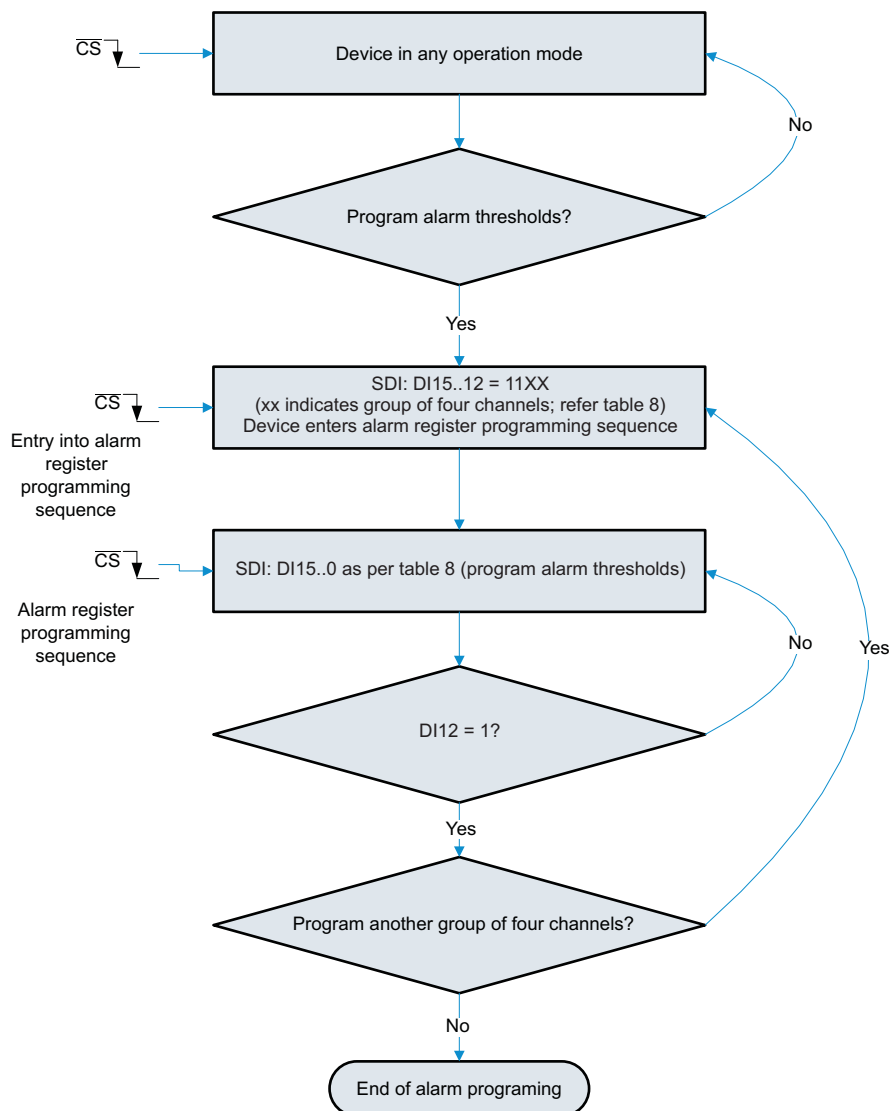 CS
Device in any operation mode
No
Program alarm thresholds?
Yes
CS
SDI: DI15..12 = 11XX
(xx indicates group of four channels; refer table 8)
Device enters alarm register programming sequence
Entry into alarm
register
programming
sequence
CS
SDI: DI15..0 as per table 8 (program alarm thresholds)
Alarm register
programming
sequence
No
Yes
DI12 = 1?
Yes
Program another group of four channels?
No
End of alarm programing